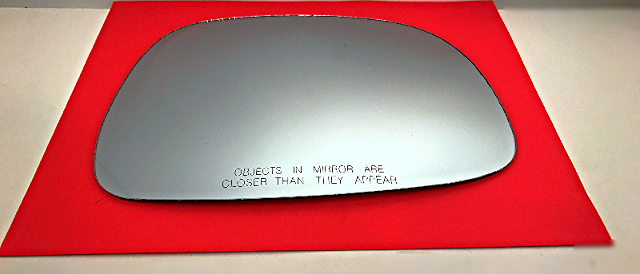 OBJECTS IN MIRROR ARE
CLOSER THAN THEY APPEAR